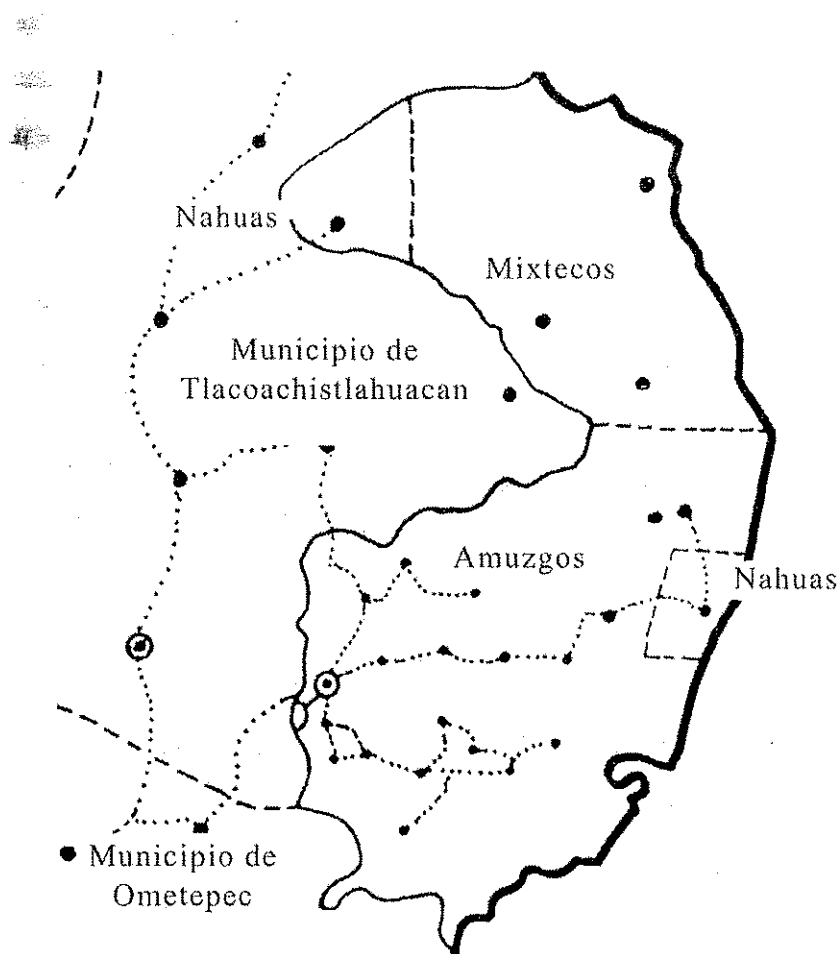 Nahuas
Mixtecos
Municipio de
Tlacoachistlahuacan
Amuzgos
Nahuas
Municipio de
Ometepec